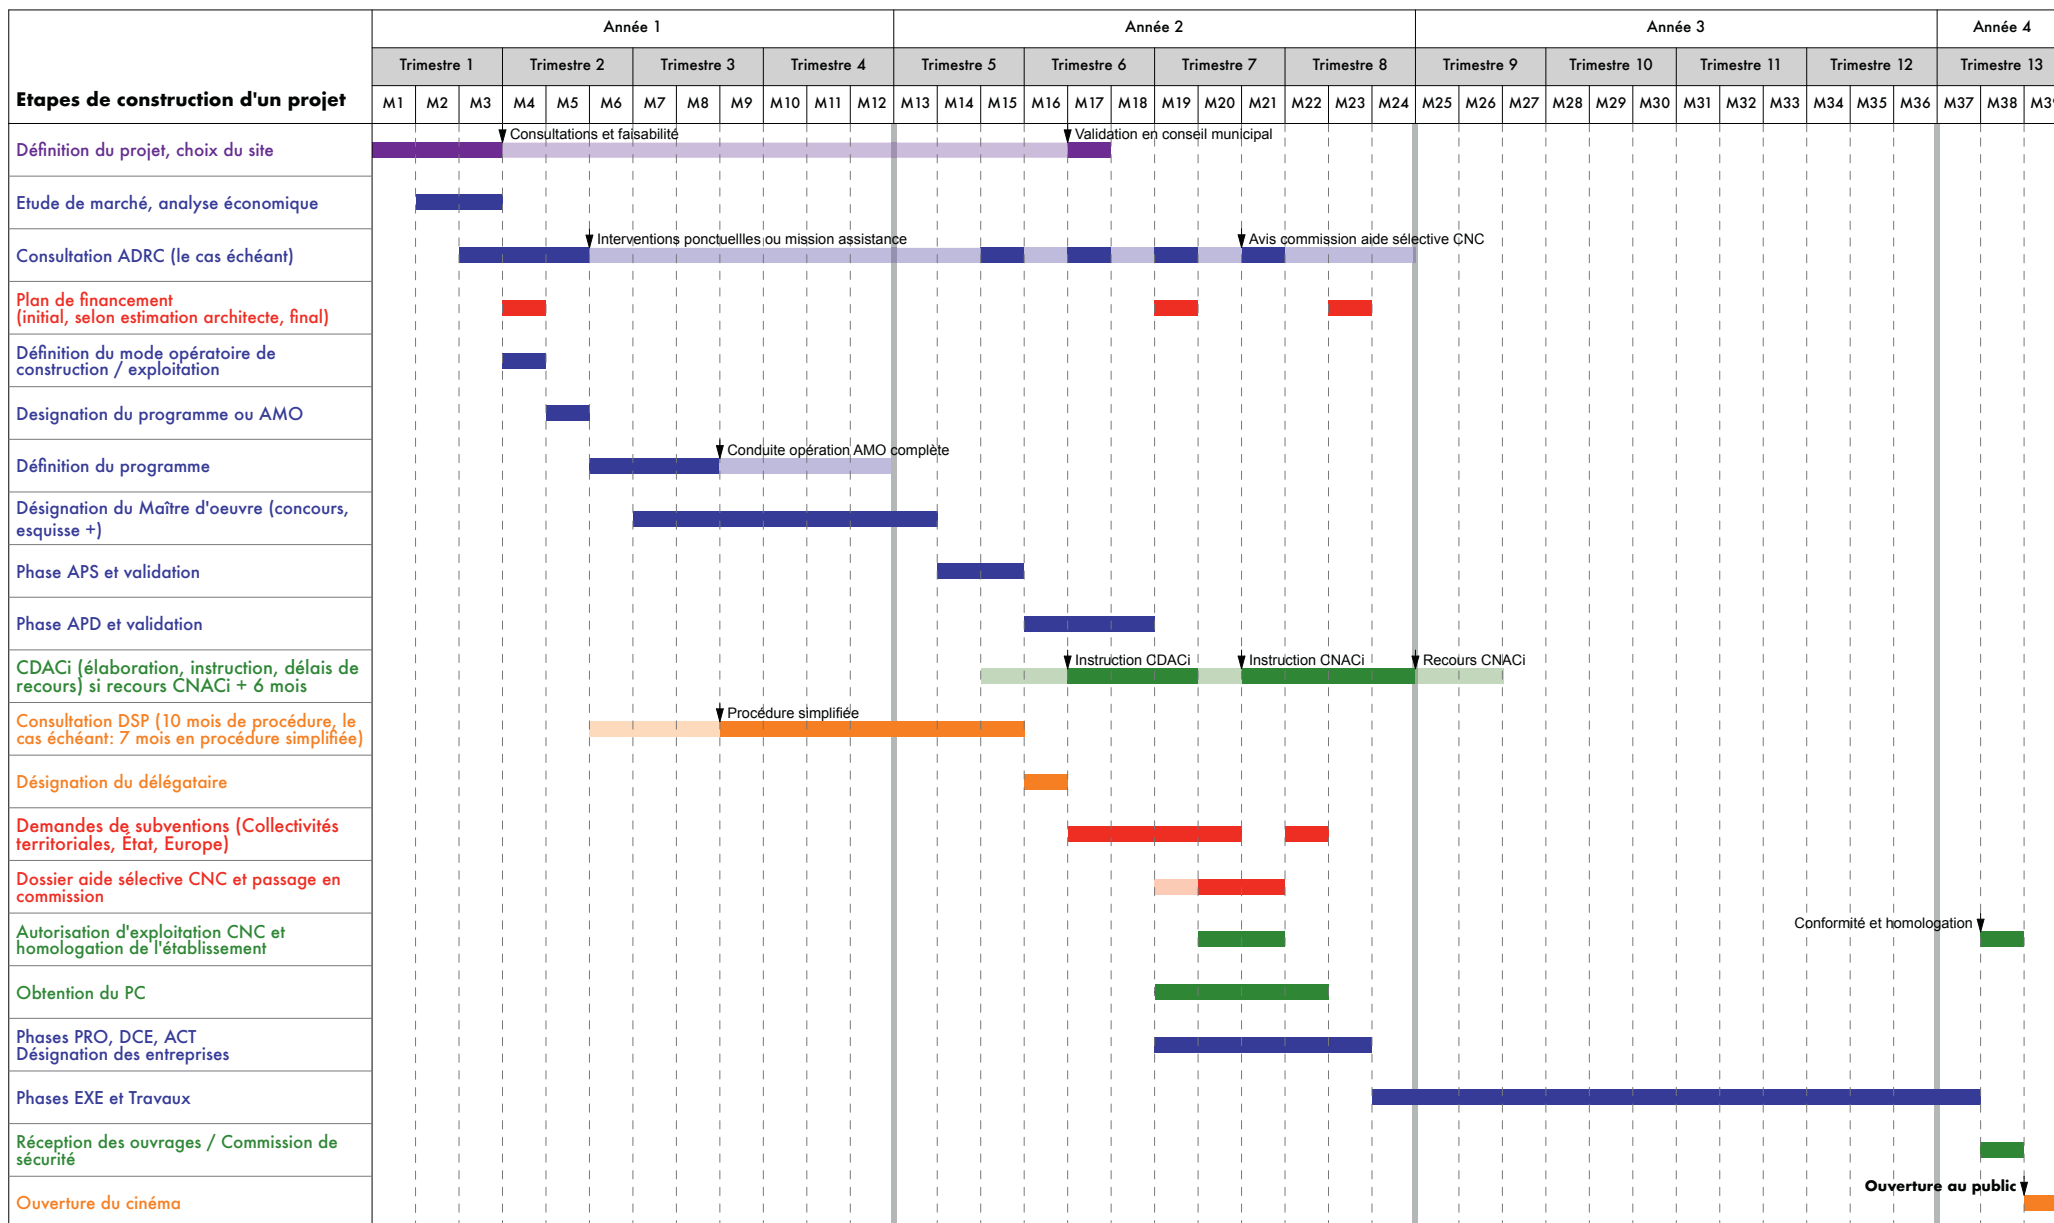 Année 1 Année 2 Année 3 Année 4
Trimestre 1 Trimestre 2 Trimestre 3 Trimestre 4 Trimestre 5 Trimestre 6 Trimestre 7 Trimestre 8 Trimestre 9 Trimestre 10 Trimestre 11 Trimestre 12 Trimestre 13
Etapes de construction d'un projet M1 M2 M3 M4 M5 M6 M7 M8 M9 M10 M11 M12 M13 M14 M15 M16 M17 M18 M19 M20 M21 M22 M23 M24 M25 M26 M27 M28 M29 M30 M31 M32 M33 M34 M35 M36 M37 M38 M39
Consultations et faisabilité Validation en conseil municipal
Définition du projet, choix du site
Etude de marché, analyse économique
Interventions ponctuellles ou mission assistance Avis commission aide sélective CNC
Consultation ADRC (le cas échéant)
Plan de financement
(initial, selon estimation architecte, final)
Définition du mode opératoire de
construction / exploitation
Designation du programme ou AMO
Conduite opération AMO complète
Définition du programme
Désignation du Maître d'oeuvre (concours,
esquisse +)
Phase APS et validation
Phase APD et validation
CDACi (élaboration, instruction, délais de
recours) si recours CNACi + 6 mois
Instruction CDACi Instruction CNACi Recours CNACi
Consultation DSP (10 mois de procédure, le
cas échéant: 7 mois en procédure simplifiée)
Procédure simplifiée
Désignation du délégataire
Demandes de subventions (Collectivités
territoriales, État, Europe)
Dossier aide sélective CNC et passage en
commission
Autorisation d'exploitation CNC et
homologation de l'établissement
Conformité et homologation
Obtention du PC
Phases PRO, DCE, ACT
Désignation des entreprises
Phases EXE et Travaux
Réception des ouvrages / Commission de
sécurité
Ouverture au public
Ouverture du cinéma